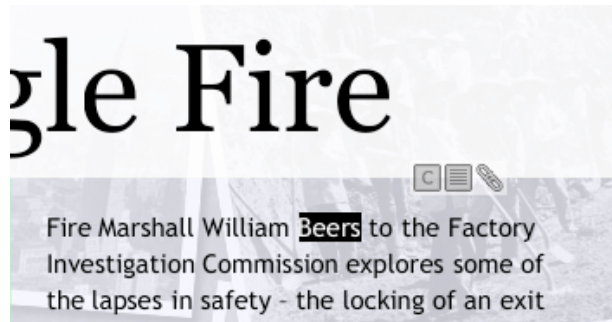 gle Fire
C
Fire Marshall William Beers to the Factory
Investigation Commission explores some of
the lapses in safety – the locking of an exit